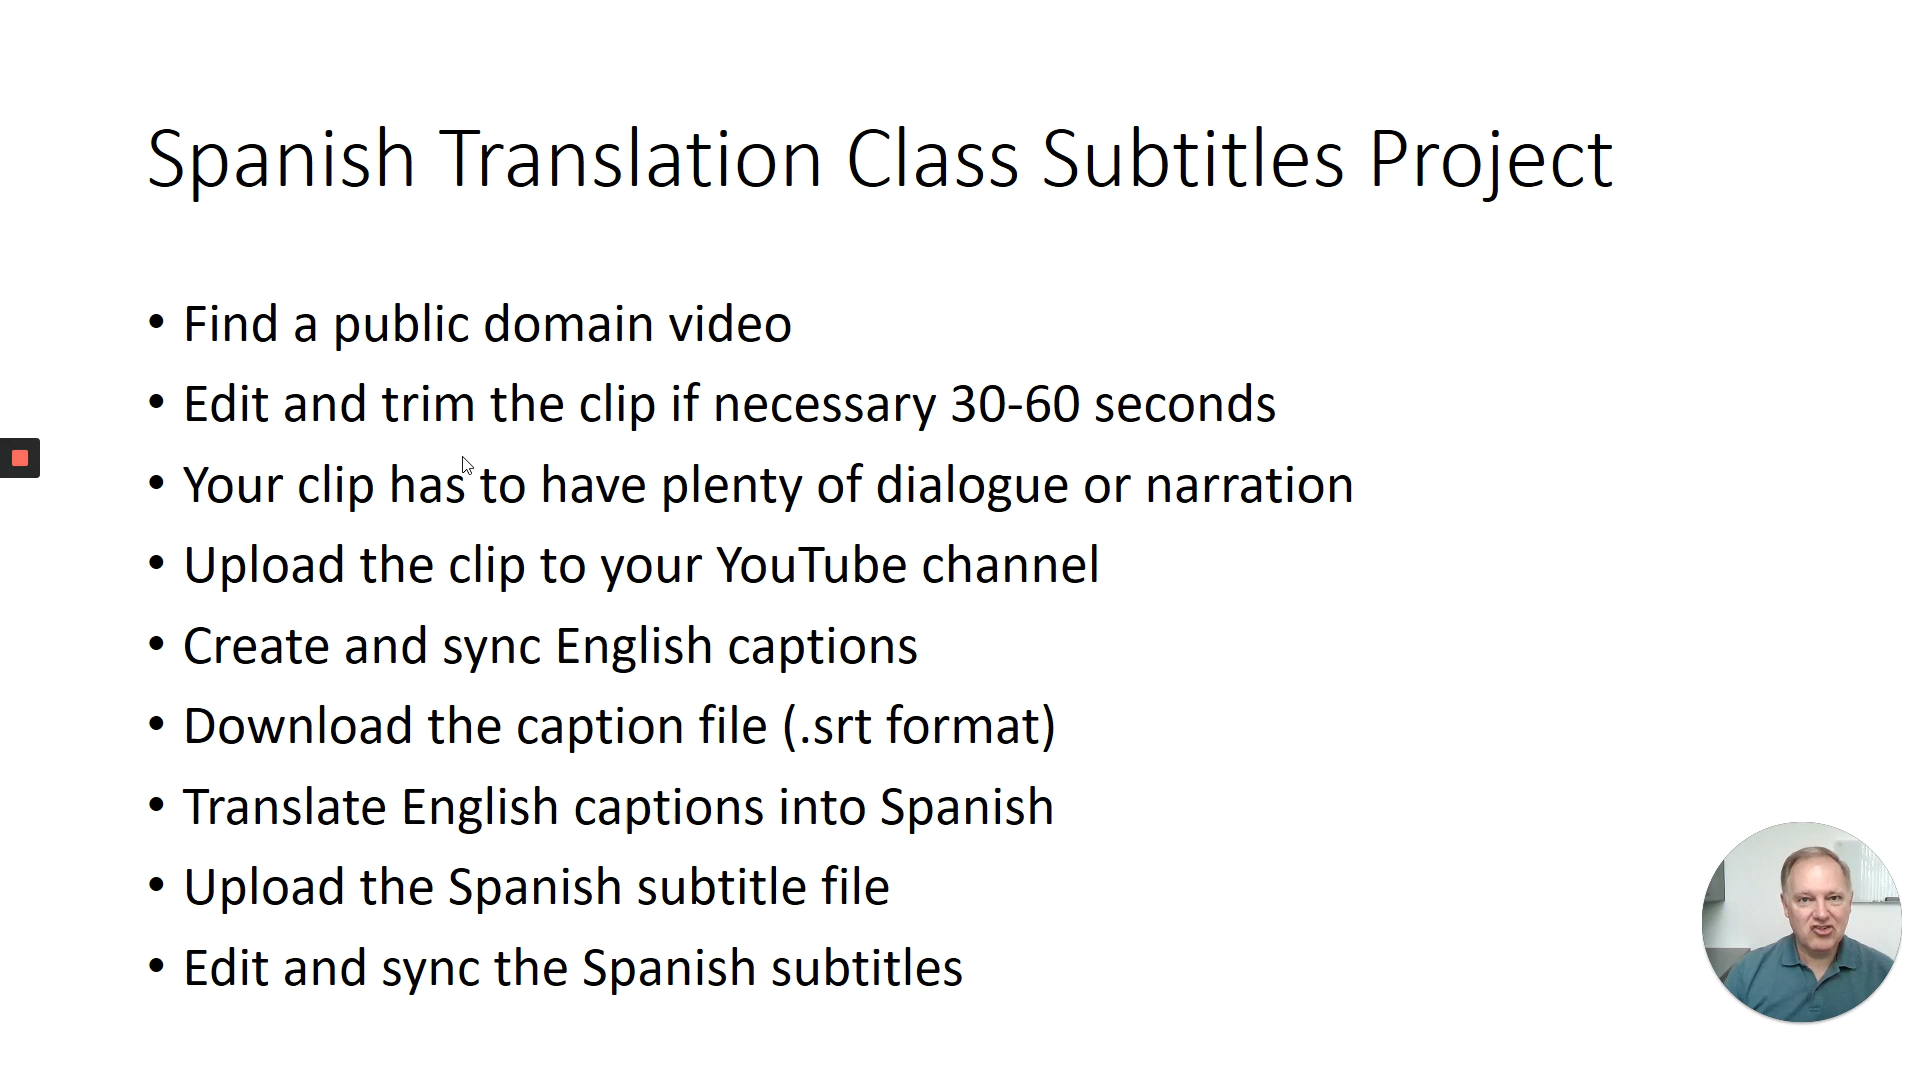 Spanish Translation Class Subtitles Project
• Find a public domain video
• Edit and trim the clip if necessary 30-60 seconds
• Your clip has to have plenty of dialogue or narration
• Upload the clip to your YouTube channel
• Create and sync English captions
• Download the caption file (.srt format)
• Translate English captions into Spanish
• Upload the Spanish subtitle file
• Edit and sync the Spanish subtitles